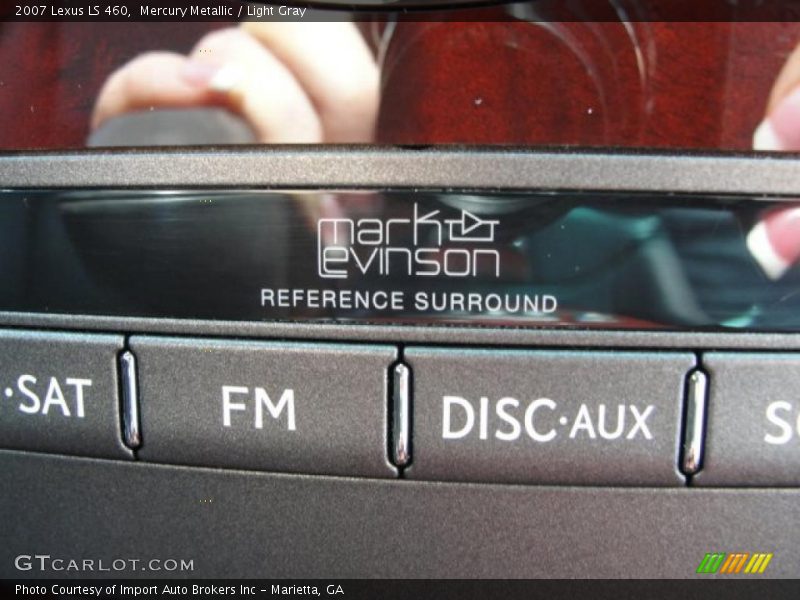 2007 Lexus LS 460, Mercury Metallic / Light Gray
mark
Levinson
REFERENCE SURROUND
·SAT FM DISC·AUX
GTCARLOT.COM
Photo Courtesy of Import Auto Brokers Inc – Marietta, GA